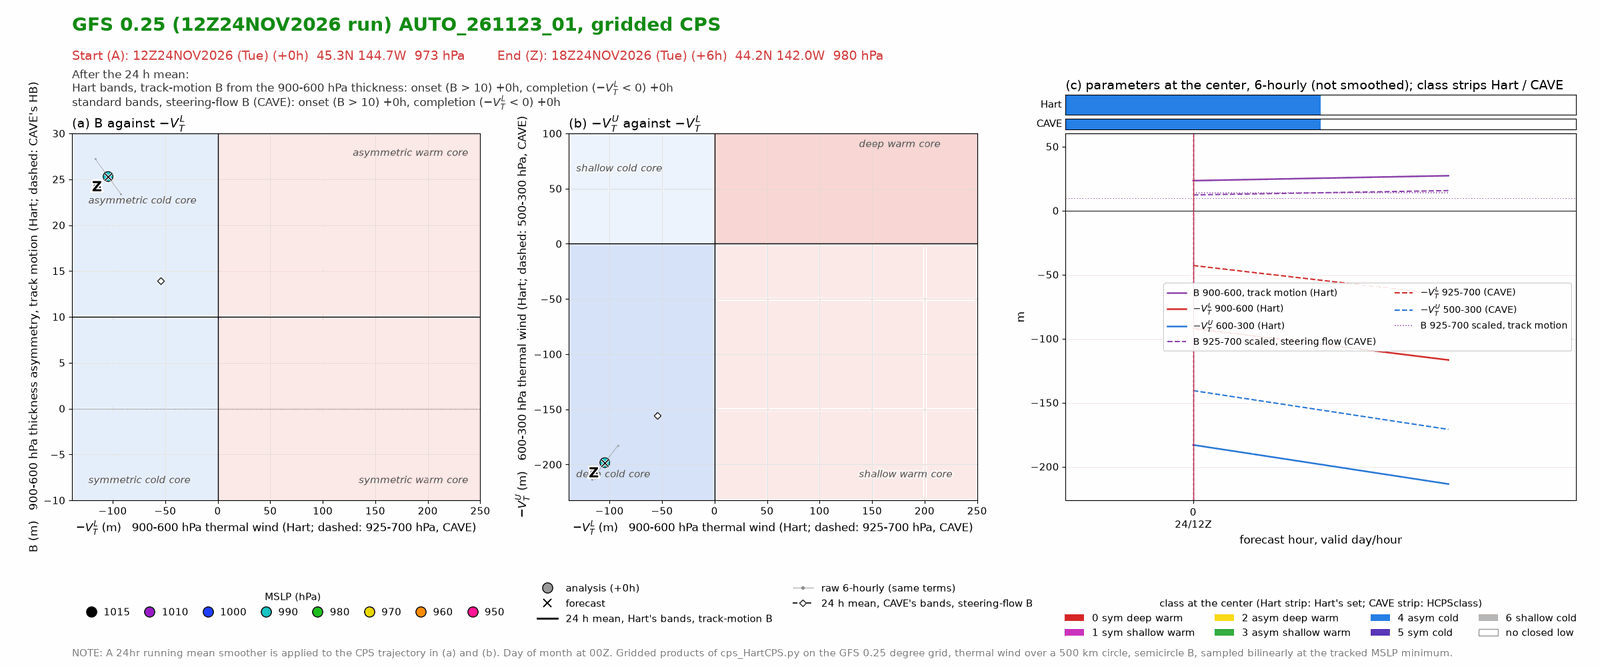 GFS 0.25 (12Z24NOV2026 run) AUTO_261123_01, gridded CPS
Start (A): 12Z24NOV2026 (Tue) (+0h)  45.3N 144.7W  973 hPa
End (Z): 18Z24NOV2026 (Tue) (+6h)  44.2N 142.0W  980 hPa
After the 24 h mean:
Hart bands, track-motion B from the 900-600 hPa thickness: onset (B > 10) +0h, completion (−V_T^L < 0) +0h
standard bands, steering-flow B (CAVE): onset (B > 10) +0h, completion (−V_T^L < 0) +0h
(a) B against −V_T^L
B (m)   900-600 hPa thickness asymmetry, track motion (Hart; dashed: CAVE's HB)
30
25
20
15
10
5
0
−5
−10
asymmetric warm core
asymmetric cold core
symmetric cold core
symmetric warm core
Z
−100
−50
0
50
100
150
200
250
−V_T^L (m)   900-600 hPa thermal wind (Hart; dashed: 925-700 hPa, CAVE)
(b) −V_T^U against −V_T^L
−V_T^U (m)   600-300 hPa thermal wind (Hart; dashed: 500-300 hPa, CAVE)
100
50
0
−50
−100
−150
−200
deep warm core
shallow cold core
deep cold core
shallow warm core
Z
−100
−50
0
50
100
150
200
250
−V_T^L (m)   900-600 hPa thermal wind (Hart; dashed: 925-700 hPa, CAVE)
(c) parameters at the center, 6-hourly (not smoothed); class strips Hart / CAVE
Hart
CAVE
m
50
0
−50
−100
−150
−200
B 900-600, track motion (Hart)
−V_T^L 900-600 (Hart)
−V_T^U 600-300 (Hart)
B 925-700 scaled, steering flow (CAVE)
−V_T^L 925-700 (CAVE)
−V_T^U 500-300 (CAVE)
B 925-700 scaled, track motion
0
24/12Z
forecast hour, valid day/hour
MSLP (hPa)
1015
1010
1000
990
980
970
960
950
analysis (+0h)
forecast
24 h mean, Hart's bands, track-motion B
raw 6-hourly (same terms)
24 h mean, CAVE's bands, steering-flow B
class at the center (Hart strip: Hart's set; CAVE strip: HCPSclass)
0 sym deep warm
1 sym shallow warm
2 asym deep warm
3 asym shallow warm
4 asym cold
5 sym cold
6 shallow cold
no closed low
NOTE: A 24hr running mean smoother is applied to the CPS trajectory in (a) and (b). Day of month at 00Z. Gridded products of cps_HartCPS.py on the GFS 0.25 degree grid, thermal wind over a 500 km circle, semicircle B, sampled bilinearly at the tracked MSLP minimum.